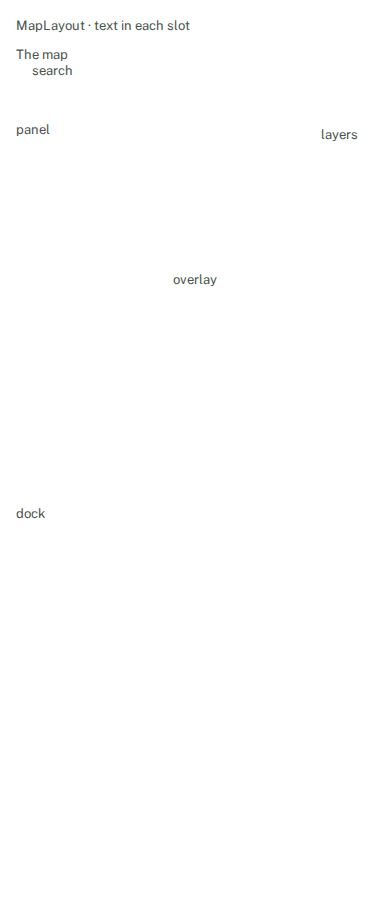 MapLayout · text in each slot
The map
search
panel
layers
overlay
dock